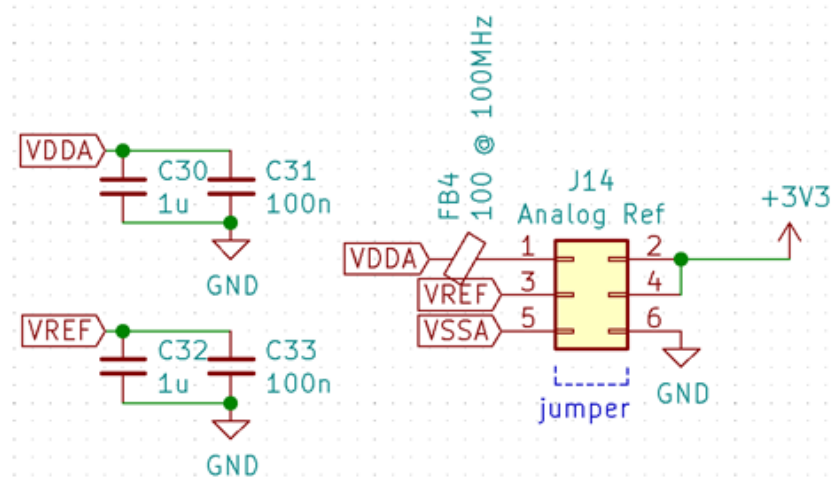 100 @ 100MHz
FB4
VDDA
C30
1u
C31
100n
GND
J14
Analog Ref
+3V3
VDDA
1
2
VREF
3
4
VSSA
5
6
GND
jumper
VREF
C32
1u
C33
100n
GND